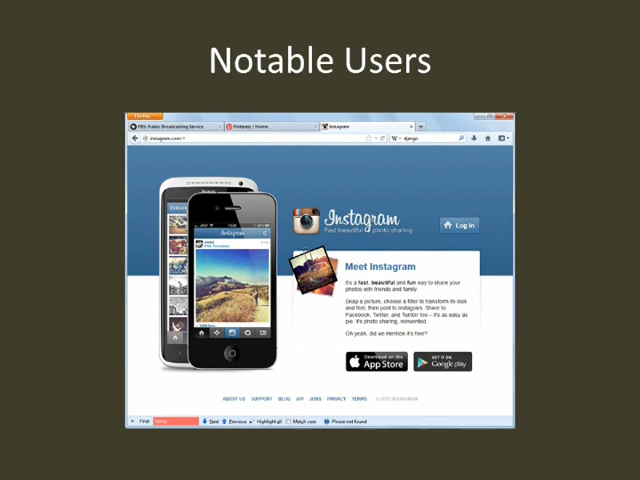 Notable Users
Firefox
PBS: Public Broadcasting Service
Pinterest / Home
Instagram
instagram.com/#
django
Instagram
Fast beautiful photo sharing
Log in
Instagram
Meet Instagram
It's a fast, beautiful and fun way to share your
photos with friends and family.
Snap a picture, choose a filter to transform its look
and feel, then post to Instagram. Share to
Facebook, Twitter, and Tumblr too – it's as easy as
pie. It's photo sharing, reinvented.
Oh yeah, did we mention it's free?
Download on the
App Store
GET IT ON
Google play
ABOUT US SUPPORT BLOG API JOBS PRIVACY TERMS © 2013 INSTAGRAM
Find: Next Previous Highlight all Match case Phrase not found